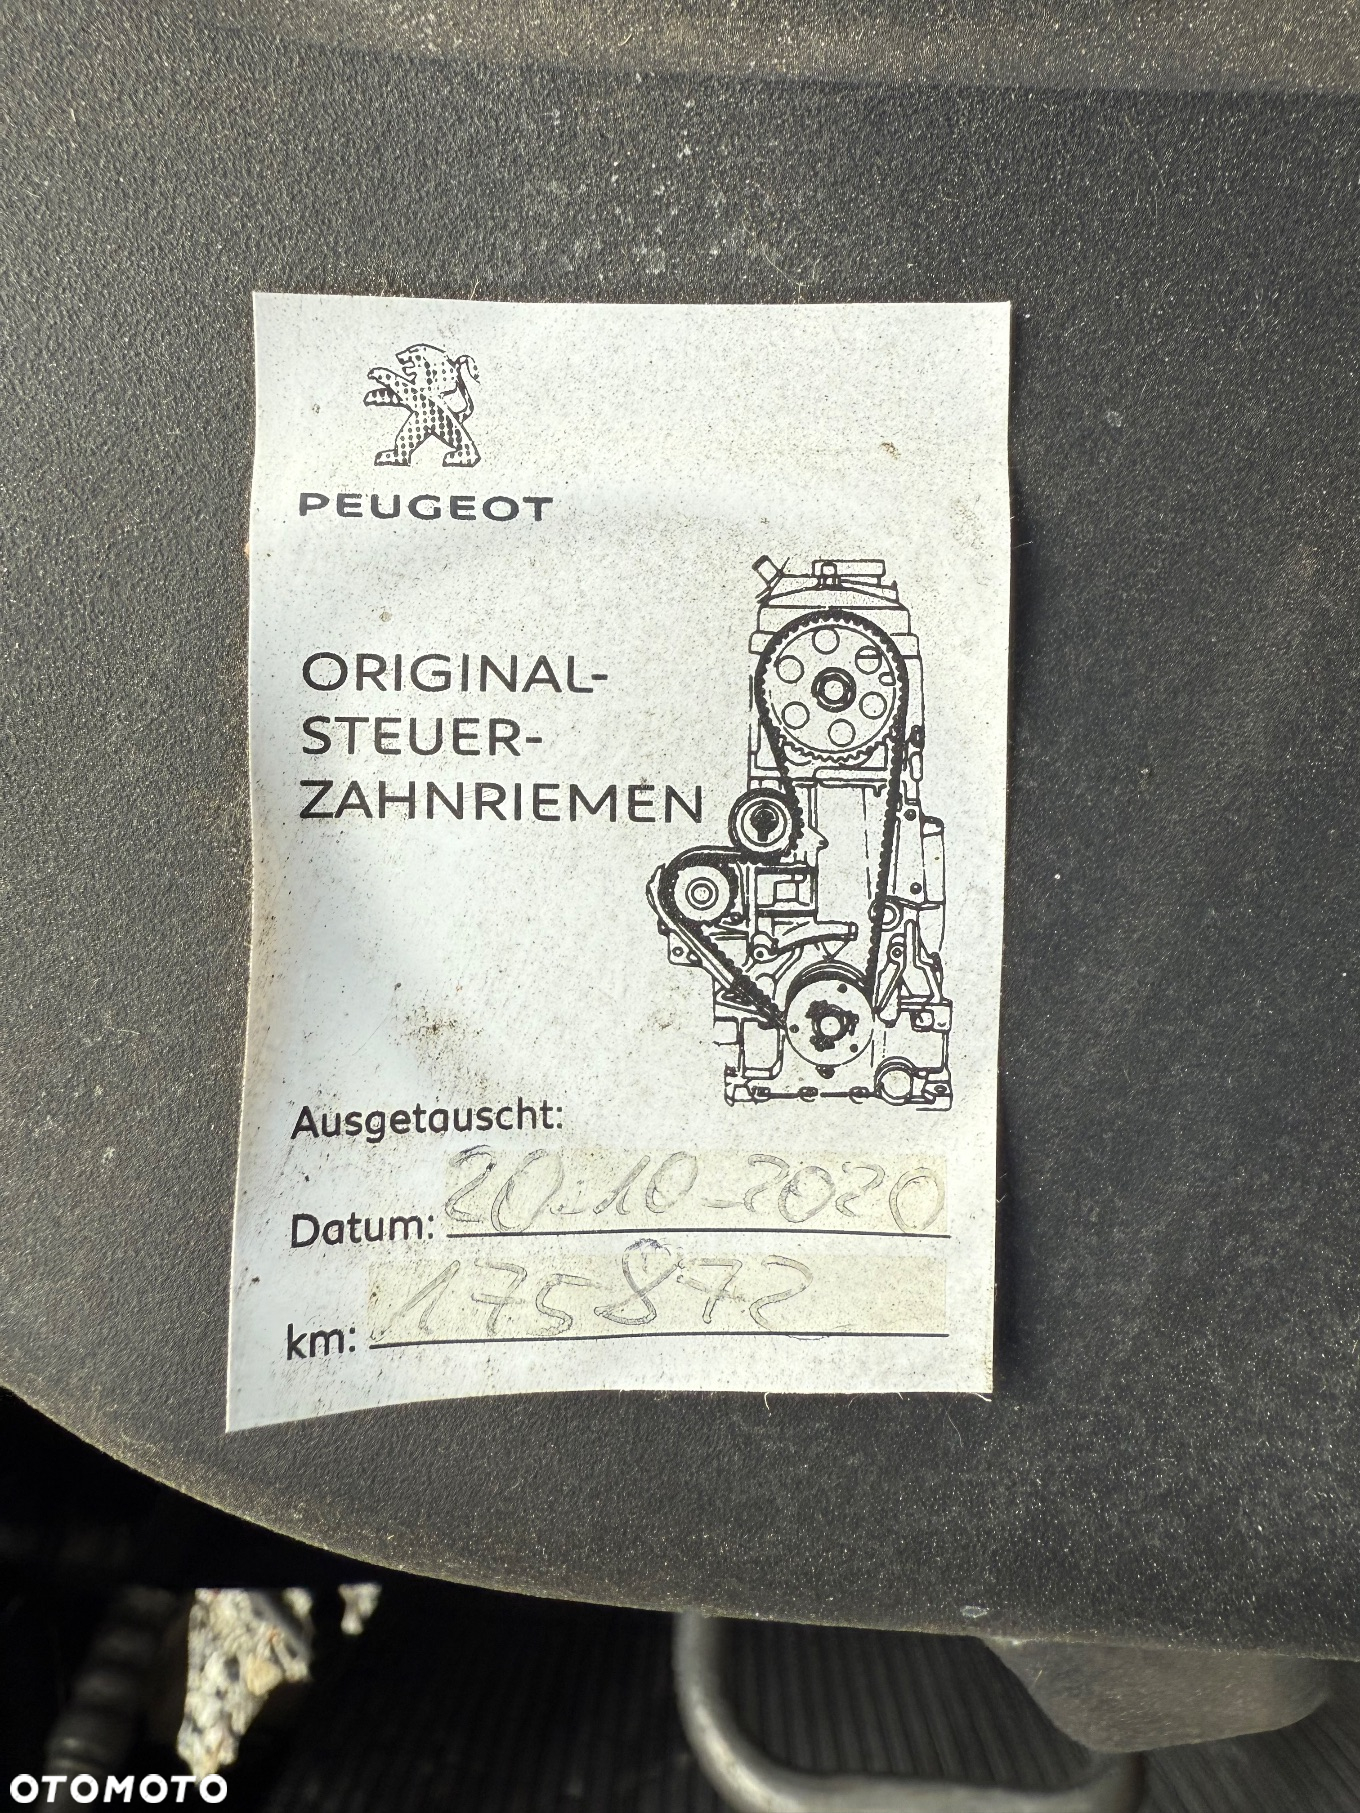 PEUGEOT
ORIGINAL-
STEUER-
ZAHNRIEMEN
Ausgetauscht:
Datum: 20-10-2020
km: 175872
OTOMOTO